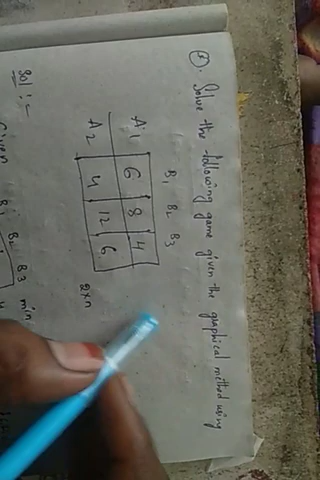 5. Solve the following game given the graphical method using
B1 B2 B3
A1 6 8 4
A2 4 12 6
2×n
Sol :-
Given
B1 B2 B3 min